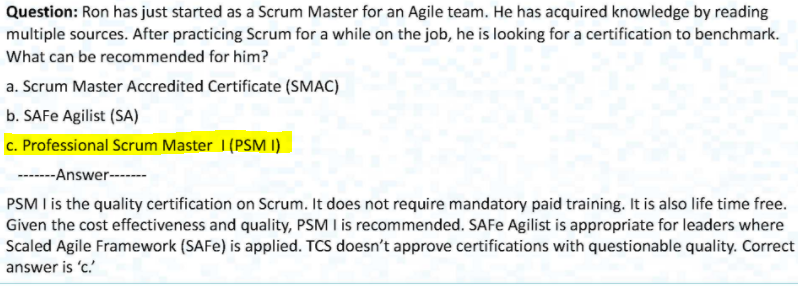 Question: Ron has just started as a Scrum Master for an Agile team. He has acquired knowledge by reading
multiple sources. After practicing Scrum for a while on the job, he is looking for a certification to benchmark.
What can be recommended for him?
a. Scrum Master Accredited Certificate (SMAC)
b. SAFe Agilist (SA)
c. Professional Scrum Master I (PSM I)
-------Answer-------
PSM I is the quality certification on Scrum. It does not require mandatory paid training. It is also life time free.
Given the cost effectiveness and quality, PSM I is recommended. SAFe Agilist is appropriate for leaders where
Scaled Agile Framework (SAFe) is applied. TCS doesn't approve certifications with questionable quality. Correct
answer is 'c.'